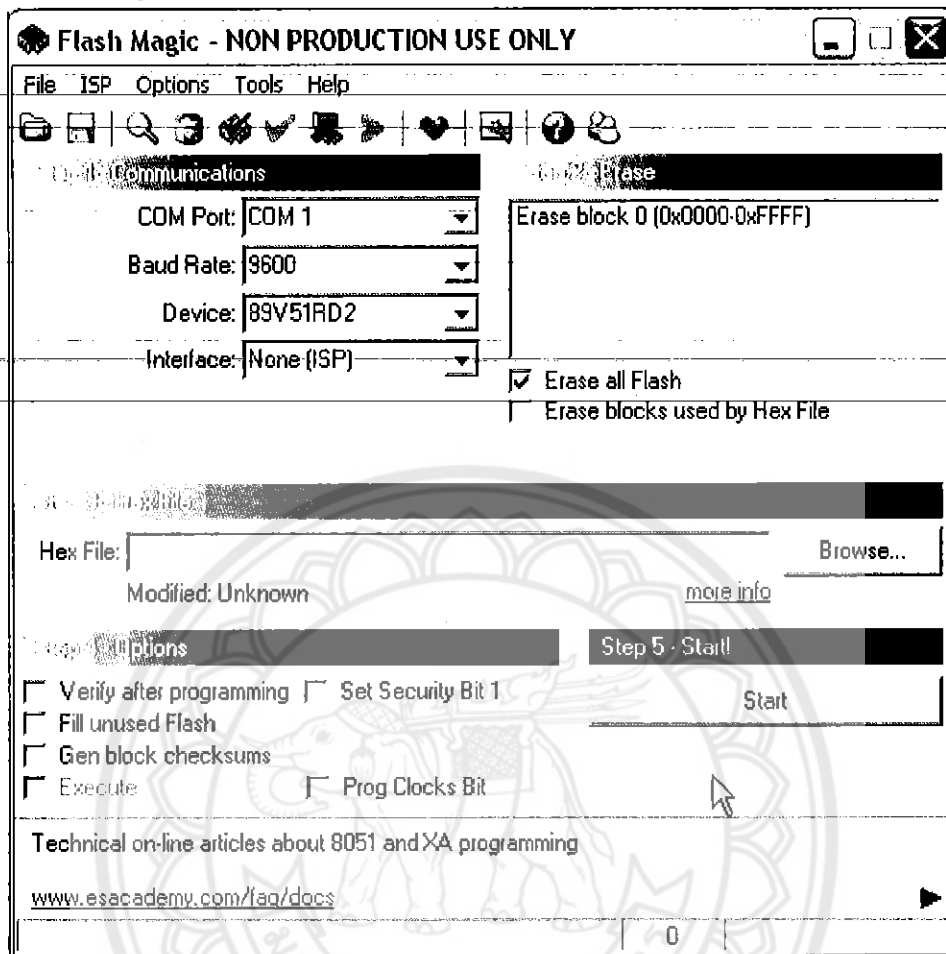 Flash Magic - NON PRODUCTION USE ONLY
File ISP Options Tools Help
Communications
Erase
COM Port: COM 1
Erase block 0 (0x0000-0xFFFF)
Baud Rate: 9600
Device: 89V51RD2
Interface: None (ISP)
Erase all Flash
Erase blocks used by Hex File
Hex File:
Browse...
Modified: Unknown
more info
Options
Step 5 - Start!
Verify after programming
Set Security Bit 1
Start
Fill unused Flash
Gen block checksums
Execute
Prog Clocks Bit
Technical on-line articles about 8051 and XA programming
www.esacademy.com/faq/docs
0